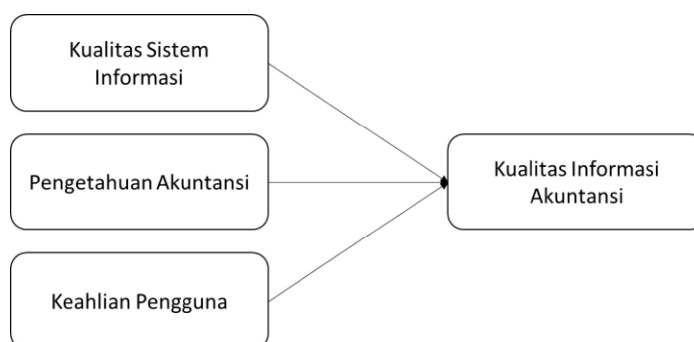 Kualitas Sistem
Informasi
Pengetahuan Akuntansi
Kualitas Informasi
Akuntansi
Keahlian Pengguna